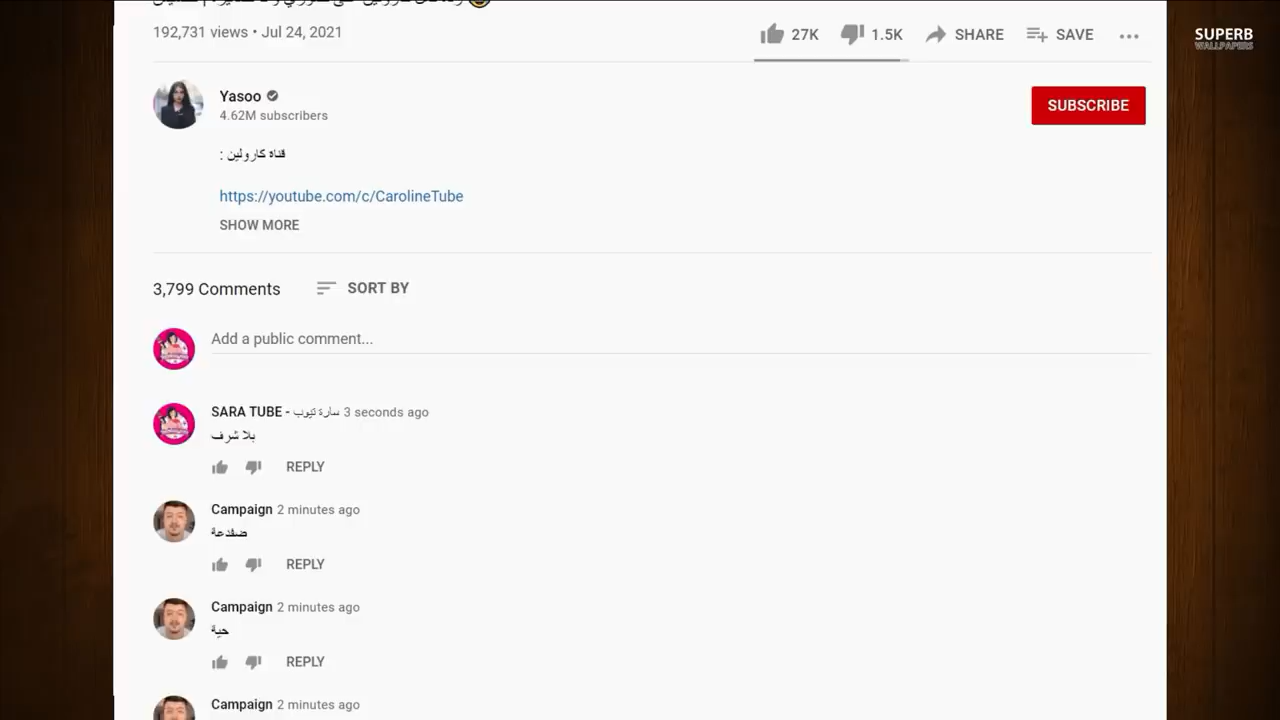 192,731 views • Jul 24, 2021
27K
1.5K
SHARE
SAVE
SUPERB
WALLPAPERS
Yasoo
4.62M subscribers
SUBSCRIBE
قناة كارولين :
https://youtube.com/c/CarolineTube
SHOW MORE
3,799 Comments
SORT BY
Add a public comment...
SARA TUBE - سارة تيوب 3 seconds ago
بلا شرف
REPLY
Campaign 2 minutes ago
ضفدعة
REPLY
Campaign 2 minutes ago
حية
REPLY
Campaign 2 minutes ago